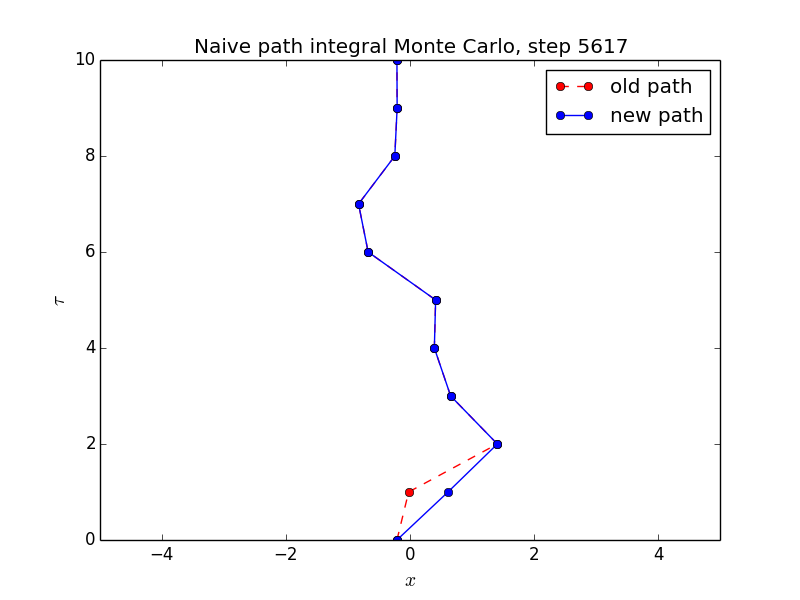 Naive path integral Monte Carlo, step 5617
10
old path
new path
8
6
τ
4
2
0
−4 −2 0 2 4
x